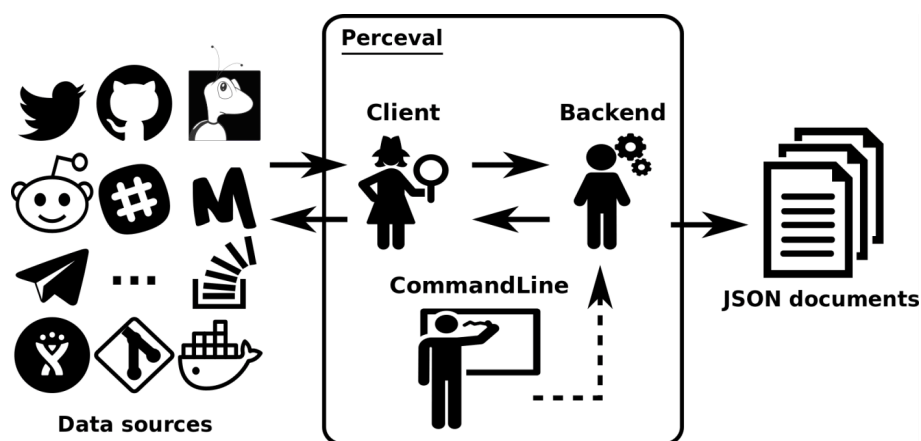 Perceval
Client
Backend
CommandLine
JSON documents
...
Data sources